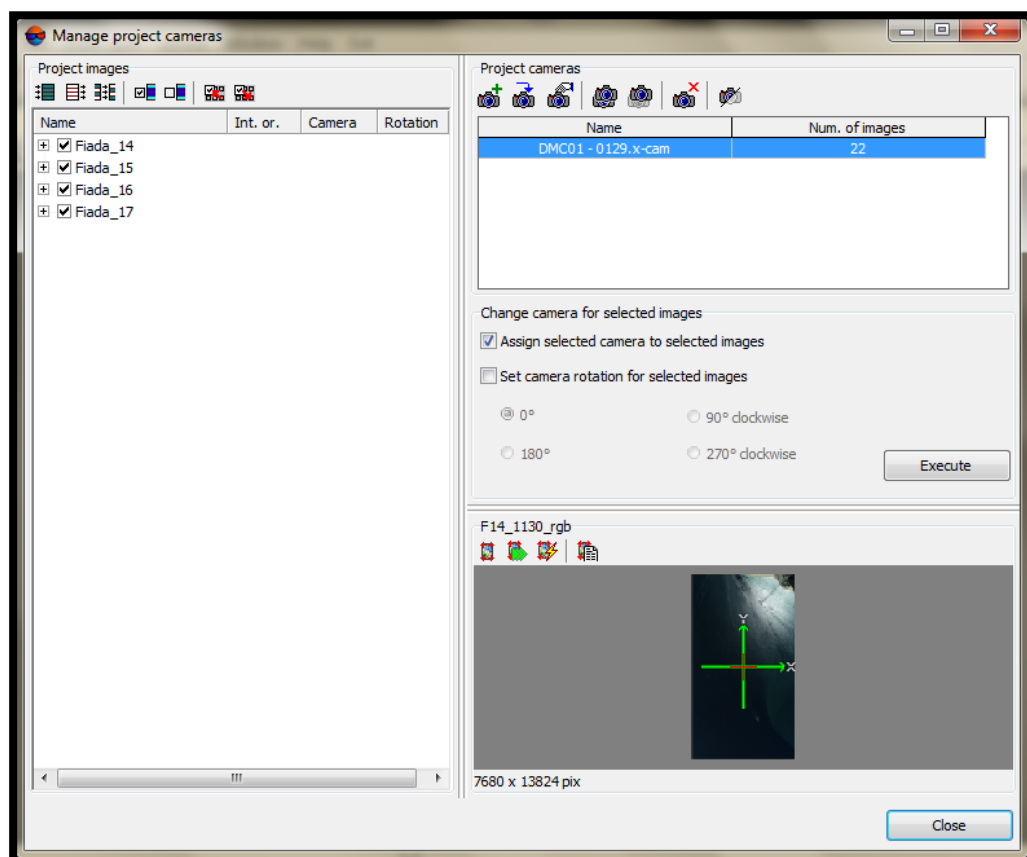 Manage project cameras
Project images
Name Int. or. Camera Rotation
Fiada_14
Fiada_15
Fiada_16
Fiada_17
Project cameras
Name Num. of images
DMC01 - 0129.x-cam 22
Change camera for selected images
Assign selected camera to selected images
Set camera rotation for selected images
0° 90° clockwise
180° 270° clockwise
Execute
F14_1130_rgb
Y
X
7680 x 13824 pix
Close